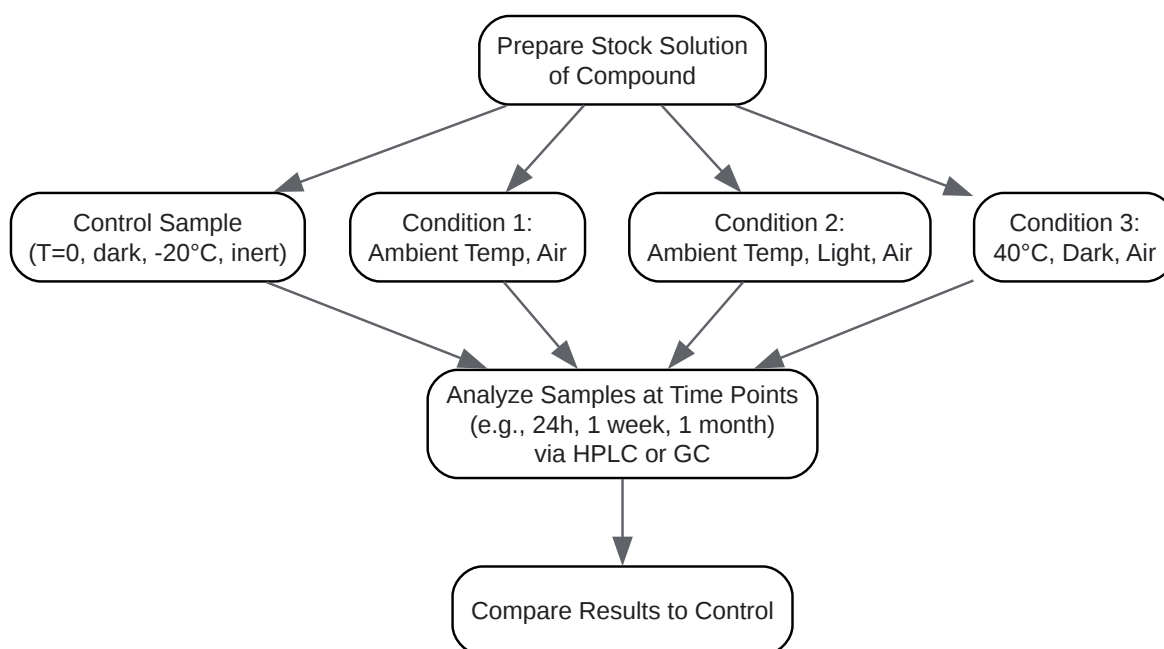 Prepare Stock Solution
of Compound
Control Sample
(T=0, dark, -20°C, inert)
Condition 1:
Ambient Temp, Air
Condition 2:
Ambient Temp, Light, Air
Condition 3:
40°C, Dark, Air
Analyze Samples at Time Points
(e.g., 24h, 1 week, 1 month)
via HPLC or GC
Compare Results to Control